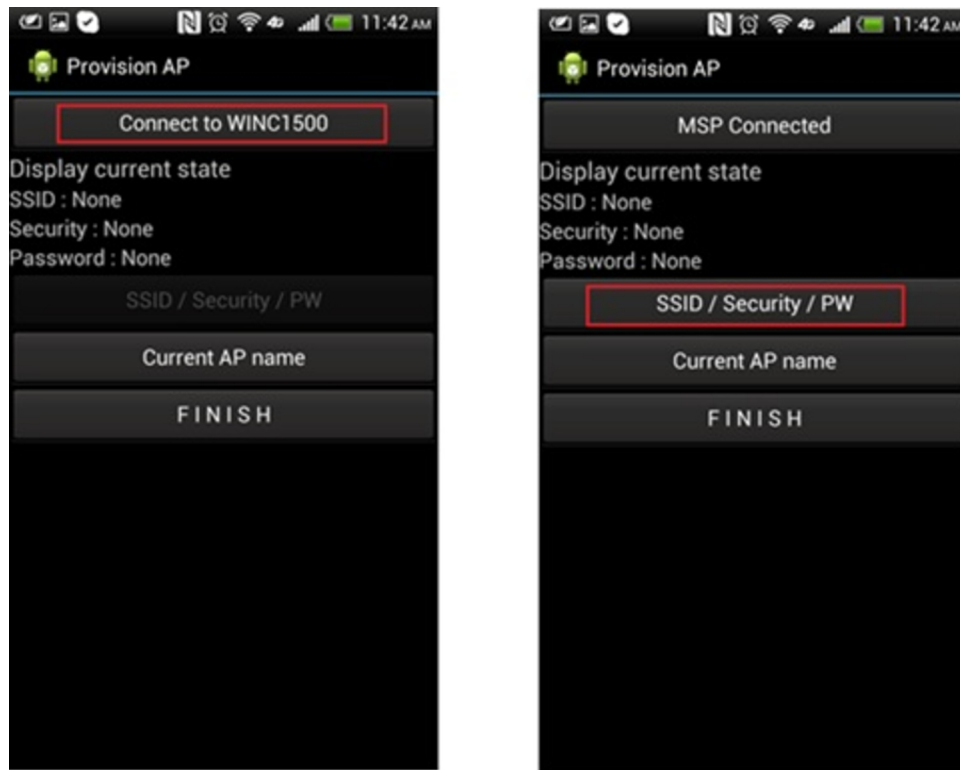 11:42 AM
Provision AP
Connect to WINC1500
Display current state
SSID : None
Security : None
Password : None
SSID / Security / PW
Current AP name
F I N I S H
11:42 AM
Provision AP
MSP Connected
Display current state
SSID : None
Security : None
Password : None
SSID / Security / PW
Current AP name
F I N I S H